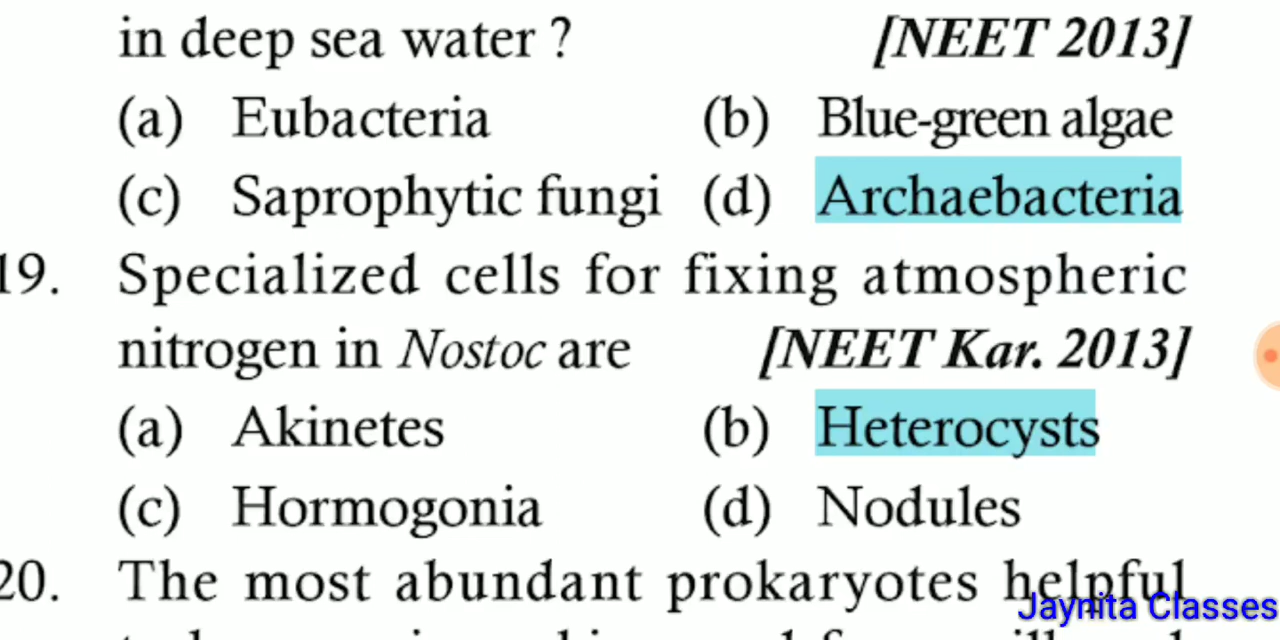 in deep sea water ? [NEET 2013]
(a) Eubacteria (b) Blue-green algae
(c) Saprophytic fungi (d) Archaebacteria
19. Specialized cells for fixing atmospheric
nitrogen in Nostoc are [NEET Kar. 2013]
(a) Akinetes (b) Heterocysts
(c) Hormogonia (d) Nodules
20. The most abundant prokaryotes helpful
Jaynita Classes